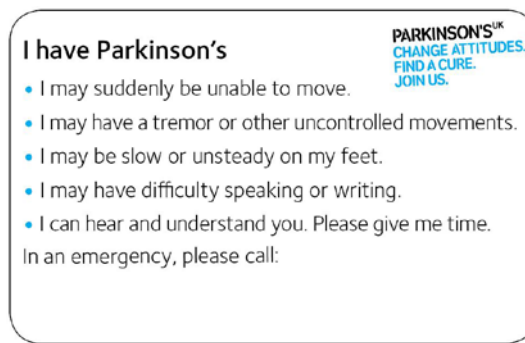 PARKINSON'S UK
CHANGE ATTITUDES.
FIND A CURE.
JOIN US.
I have Parkinson's
• I may suddenly be unable to move.
• I may have a tremor or other uncontrolled movements.
• I may be slow or unsteady on my feet.
• I may have difficulty speaking or writing.
• I can hear and understand you. Please give me time.
In an emergency, please call: